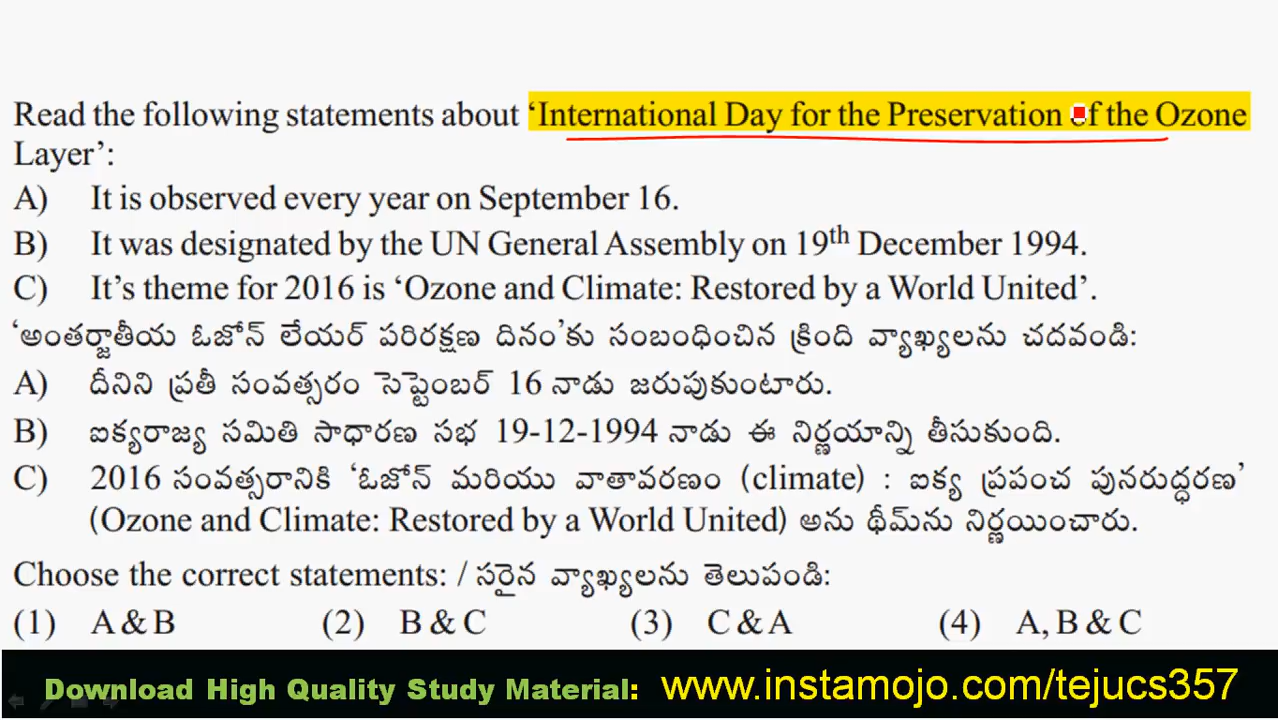 Read the following statements about ‘International Day for the Preservation of the Ozone
Layer’:
A) It is observed every year on September 16.
B) It was designated by the UN General Assembly on 19th December 1994.
C) It’s theme for 2016 is ‘Ozone and Climate: Restored by a World United’.
‘అంతర్జాతీయ ఓజోన్ లేయర్ పరిరక్షణ దినం’కు సంబంధించిన క్రింది వ్యాఖ్యలను చదవండి:
A) దీనిని ప్రతీ సంవత్సరం సెప్టెంబర్ 16 నాడు జరుపుకుంటారు.
B) ఐక్యరాజ్య సమితి సాధారణ సభ 19-12-1994 నాడు ఈ నిర్ణయాన్ని తీసుకుంది.
C) 2016 సంవత్సరానికి ‘ఓజోన్ మరియు వాతావరణం (climate) : ఐక్య ప్రపంచ పునరుద్ధరణ’
(Ozone and Climate: Restored by a World United) అను థీమ్‌ను నిర్ణయించారు.
Choose the correct statements: / సరైన వ్యాఖ్యలను తెలుపండి:
(1) A & B (2) B & C (3) C & A (4) A, B & C
Download High Quality Study Material: www.instamojo.com/tejucs357